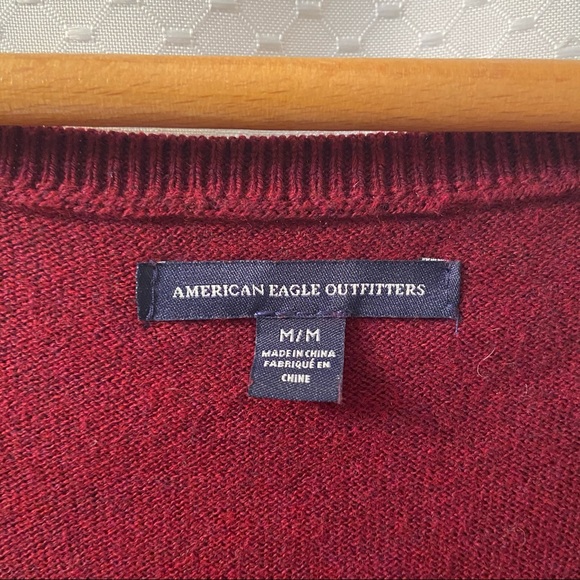 AMERICAN EAGLE OUTFITTERS
M/M
MADE IN CHINA
FABRIQUÉ EN
CHINE